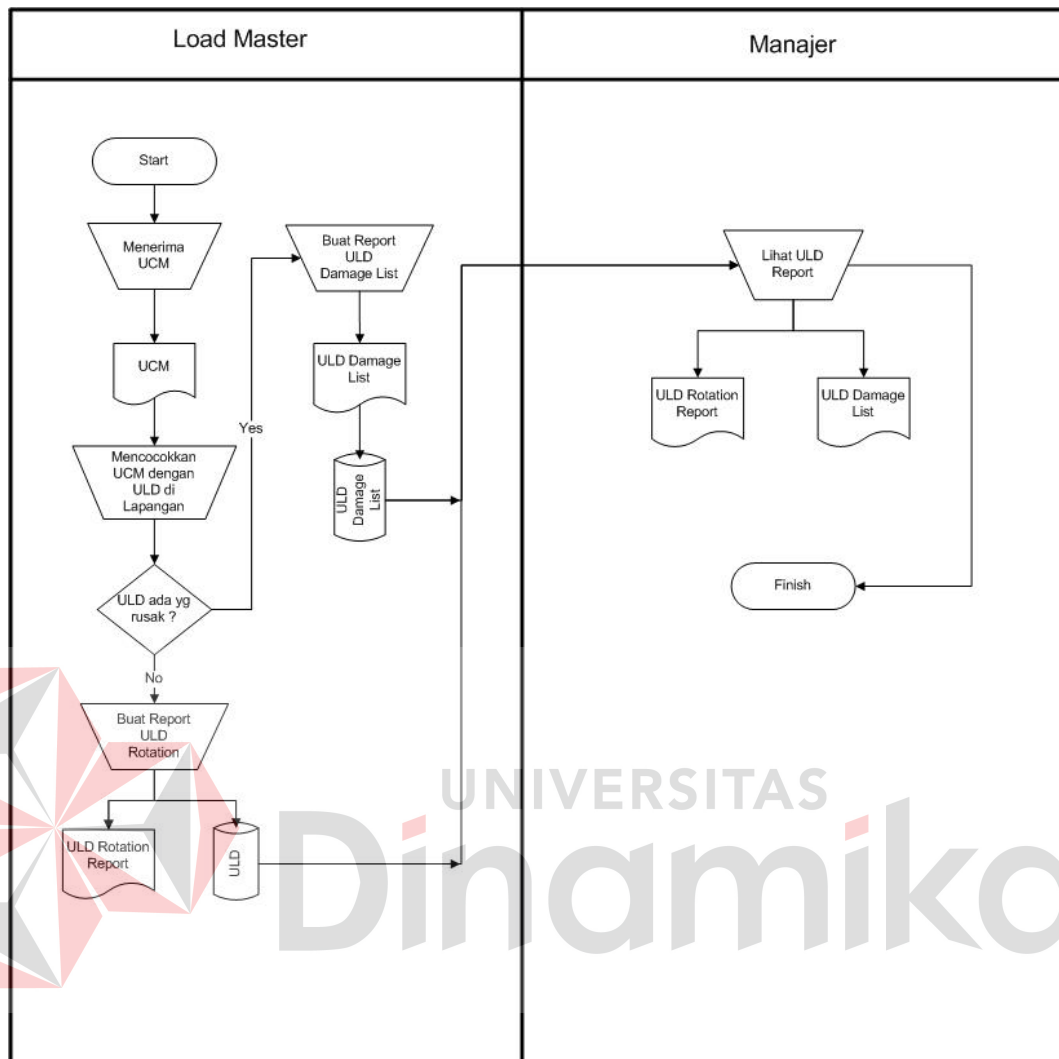 Load Master
Manajer
Start
Menerima
UCM
UCM
Mencocokkan
UCM dengan
ULD di
Lapangan
ULD ada yg
rusak ?
Yes
No
Buat Report
ULD
Rotation
ULD Rotation
Report
ULD
Buat Report
ULD
Damage List
ULD Damage
List
ULD
Damage
List
Lihat ULD
Report
ULD Rotation
Report
ULD Damage
List
Finish
UNIVERSITAS
Dinamika